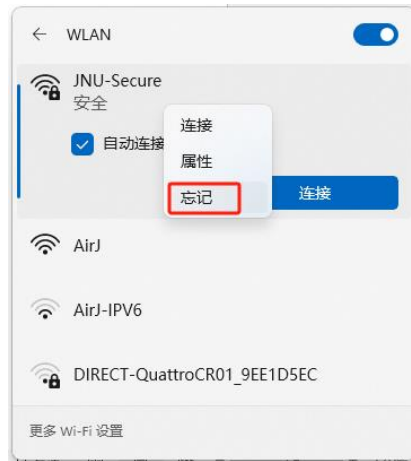 WLAN
JNU-Secure
安全
自动连接
连接
属性
忘记
连接
AirJ
AirJ-IPV6
DIRECT-QuattroCR01_9EE1D5EC
更多 Wi-Fi 设置